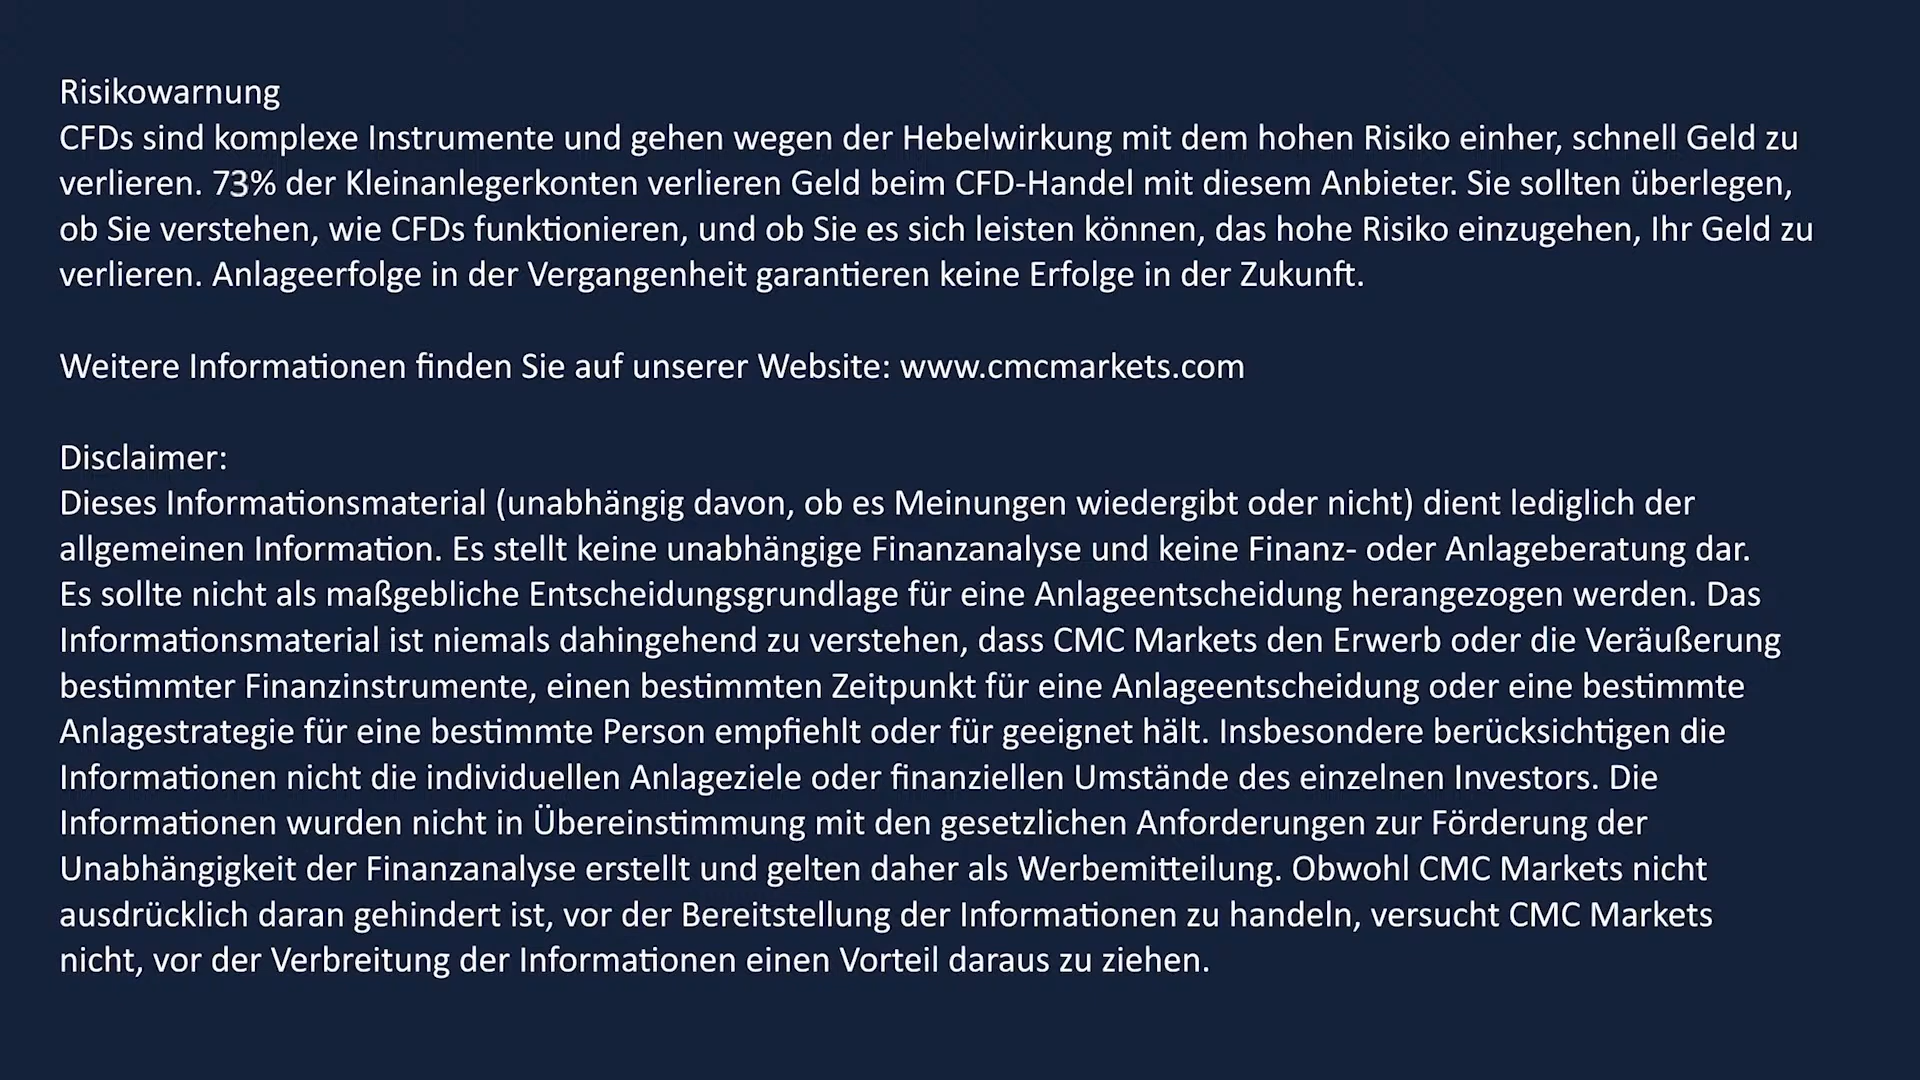 Risikowarnung
CFDs sind komplexe Instrumente und gehen wegen der Hebelwirkung mit dem hohen Risiko einher, schnell Geld zu
verlieren. 73% der Kleinanlegerkonten verlieren Geld beim CFD-Handel mit diesem Anbieter. Sie sollten überlegen,
ob Sie verstehen, wie CFDs funktionieren, und ob Sie es sich leisten können, das hohe Risiko einzugehen, Ihr Geld zu
verlieren. Anlageerfolge in der Vergangenheit garantieren keine Erfolge in der Zukunft.
Weitere Informationen finden Sie auf unserer Website: www.cmcmarkets.com
Disclaimer:
Dieses Informationsmaterial (unabhängig davon, ob es Meinungen wiedergibt oder nicht) dient lediglich der
allgemeinen Information. Es stellt keine unabhängige Finanzanalyse und keine Finanz- oder Anlageberatung dar.
Es sollte nicht als maßgebliche Entscheidungsgrundlage für eine Anlageentscheidung herangezogen werden. Das
Informationsmaterial ist niemals dahingehend zu verstehen, dass CMC Markets den Erwerb oder die Veräußerung
bestimmter Finanzinstrumente, einen bestimmten Zeitpunkt für eine Anlageentscheidung oder eine bestimmte
Anlagestrategie für eine bestimmte Person empfiehlt oder für geeignet hält. Insbesondere berücksichtigen die
Informationen nicht die individuellen Anlageziele oder finanziellen Umstände des einzelnen Investors. Die
Informationen wurden nicht in Übereinstimmung mit den gesetzlichen Anforderungen zur Förderung der
Unabhängigkeit der Finanzanalyse erstellt und gelten daher als Werbemitteilung. Obwohl CMC Markets nicht
ausdrücklich daran gehindert ist, vor der Bereitstellung der Informationen zu handeln, versucht CMC Markets
nicht, vor der Verbreitung der Informationen einen Vorteil daraus zu ziehen.